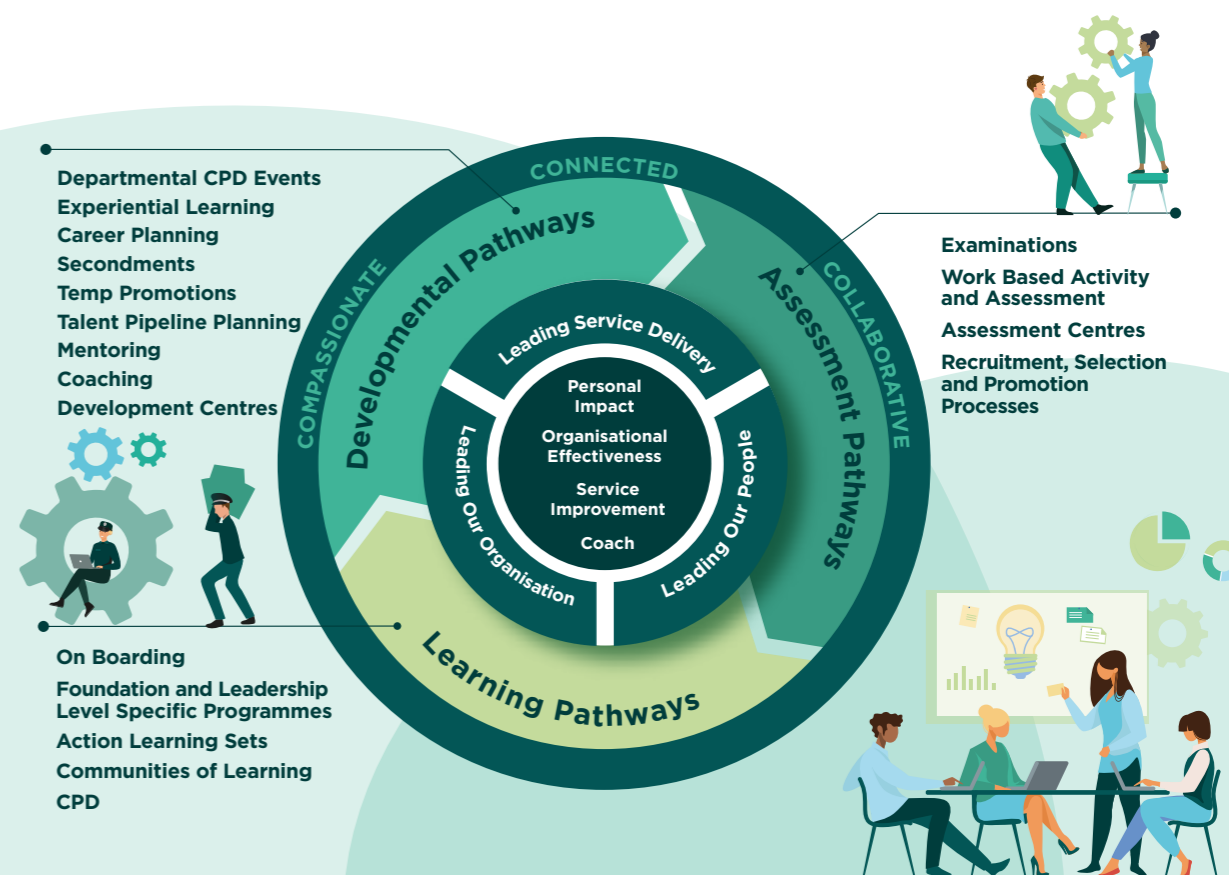 CONNECTED
COMPASSIONATE
COLLABORATIVE
Developmental Pathways
Assessment Pathways
Learning Pathways
Leading Service Delivery
Leading Our Organisation
Leading Our People
Personal
Impact
Organisational
Effectiveness
Service
Improvement
Coach
Departmental CPD Events
Experiential Learning
Career Planning
Secondments
Temp Promotions
Talent Pipeline Planning
Mentoring
Coaching
Development Centres
Examinations
Work Based Activity
and Assessment
Assessment Centres
Recruitment, Selection
and Promotion
Processes
On Boarding
Foundation and Leadership
Level Specific Programmes
Action Learning Sets
Communities of Learning
CPD